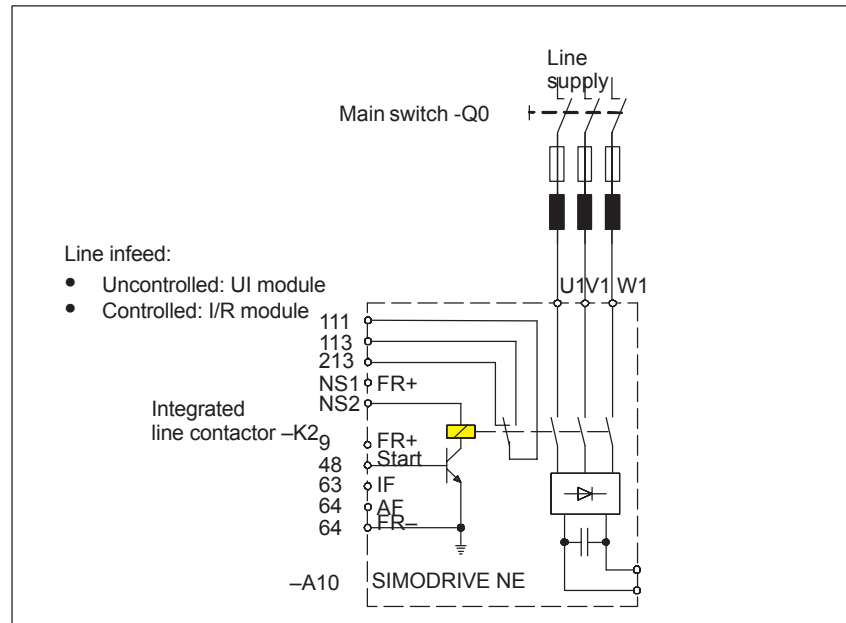 Line
supply
Main switch -Q0
Line infeed:
• Uncontrolled: UI module
• Controlled: I/R module
U1 V1 W1
111
113
213
NS1 FR+
NS2
Integrated
line contactor –K2
9 FR+
48 Start
63 IF
64 AF
64 FR–
–A10 SIMODRIVE NE